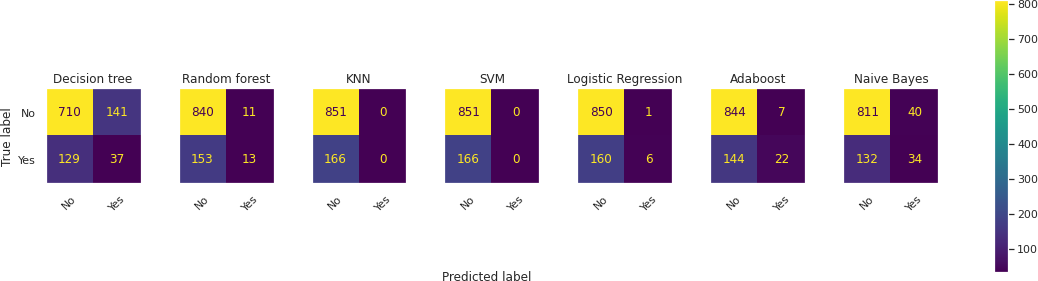 Decision tree Random forest KNN SVM Logistic Regression Adaboost Naive Bayes
True label
No 710 141 840 11 851 0 851 0 850 1 844 7 811 40
Yes 129 37 153 13 166 0 166 0 160 6 144 22 132 34
No Yes No Yes No Yes No Yes No Yes No Yes No Yes
Predicted label
800
700
600
500
400
300
200
100